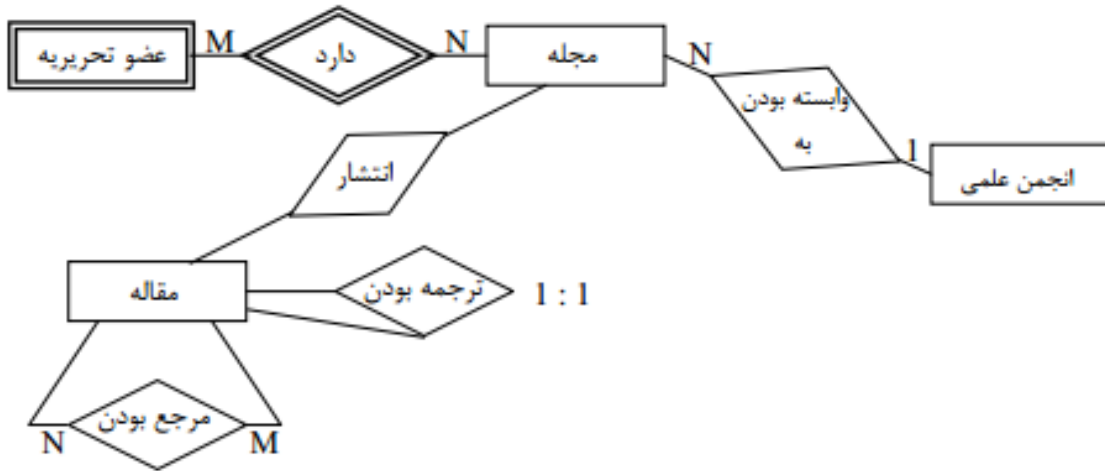 عضو تحریریه
M
دارد
N
مجله
N
وابسته بودن
به
1
انجمن علمی
انتشار
مقاله
ترجمه بودن
1 : 1
مرجع بودن
N
M